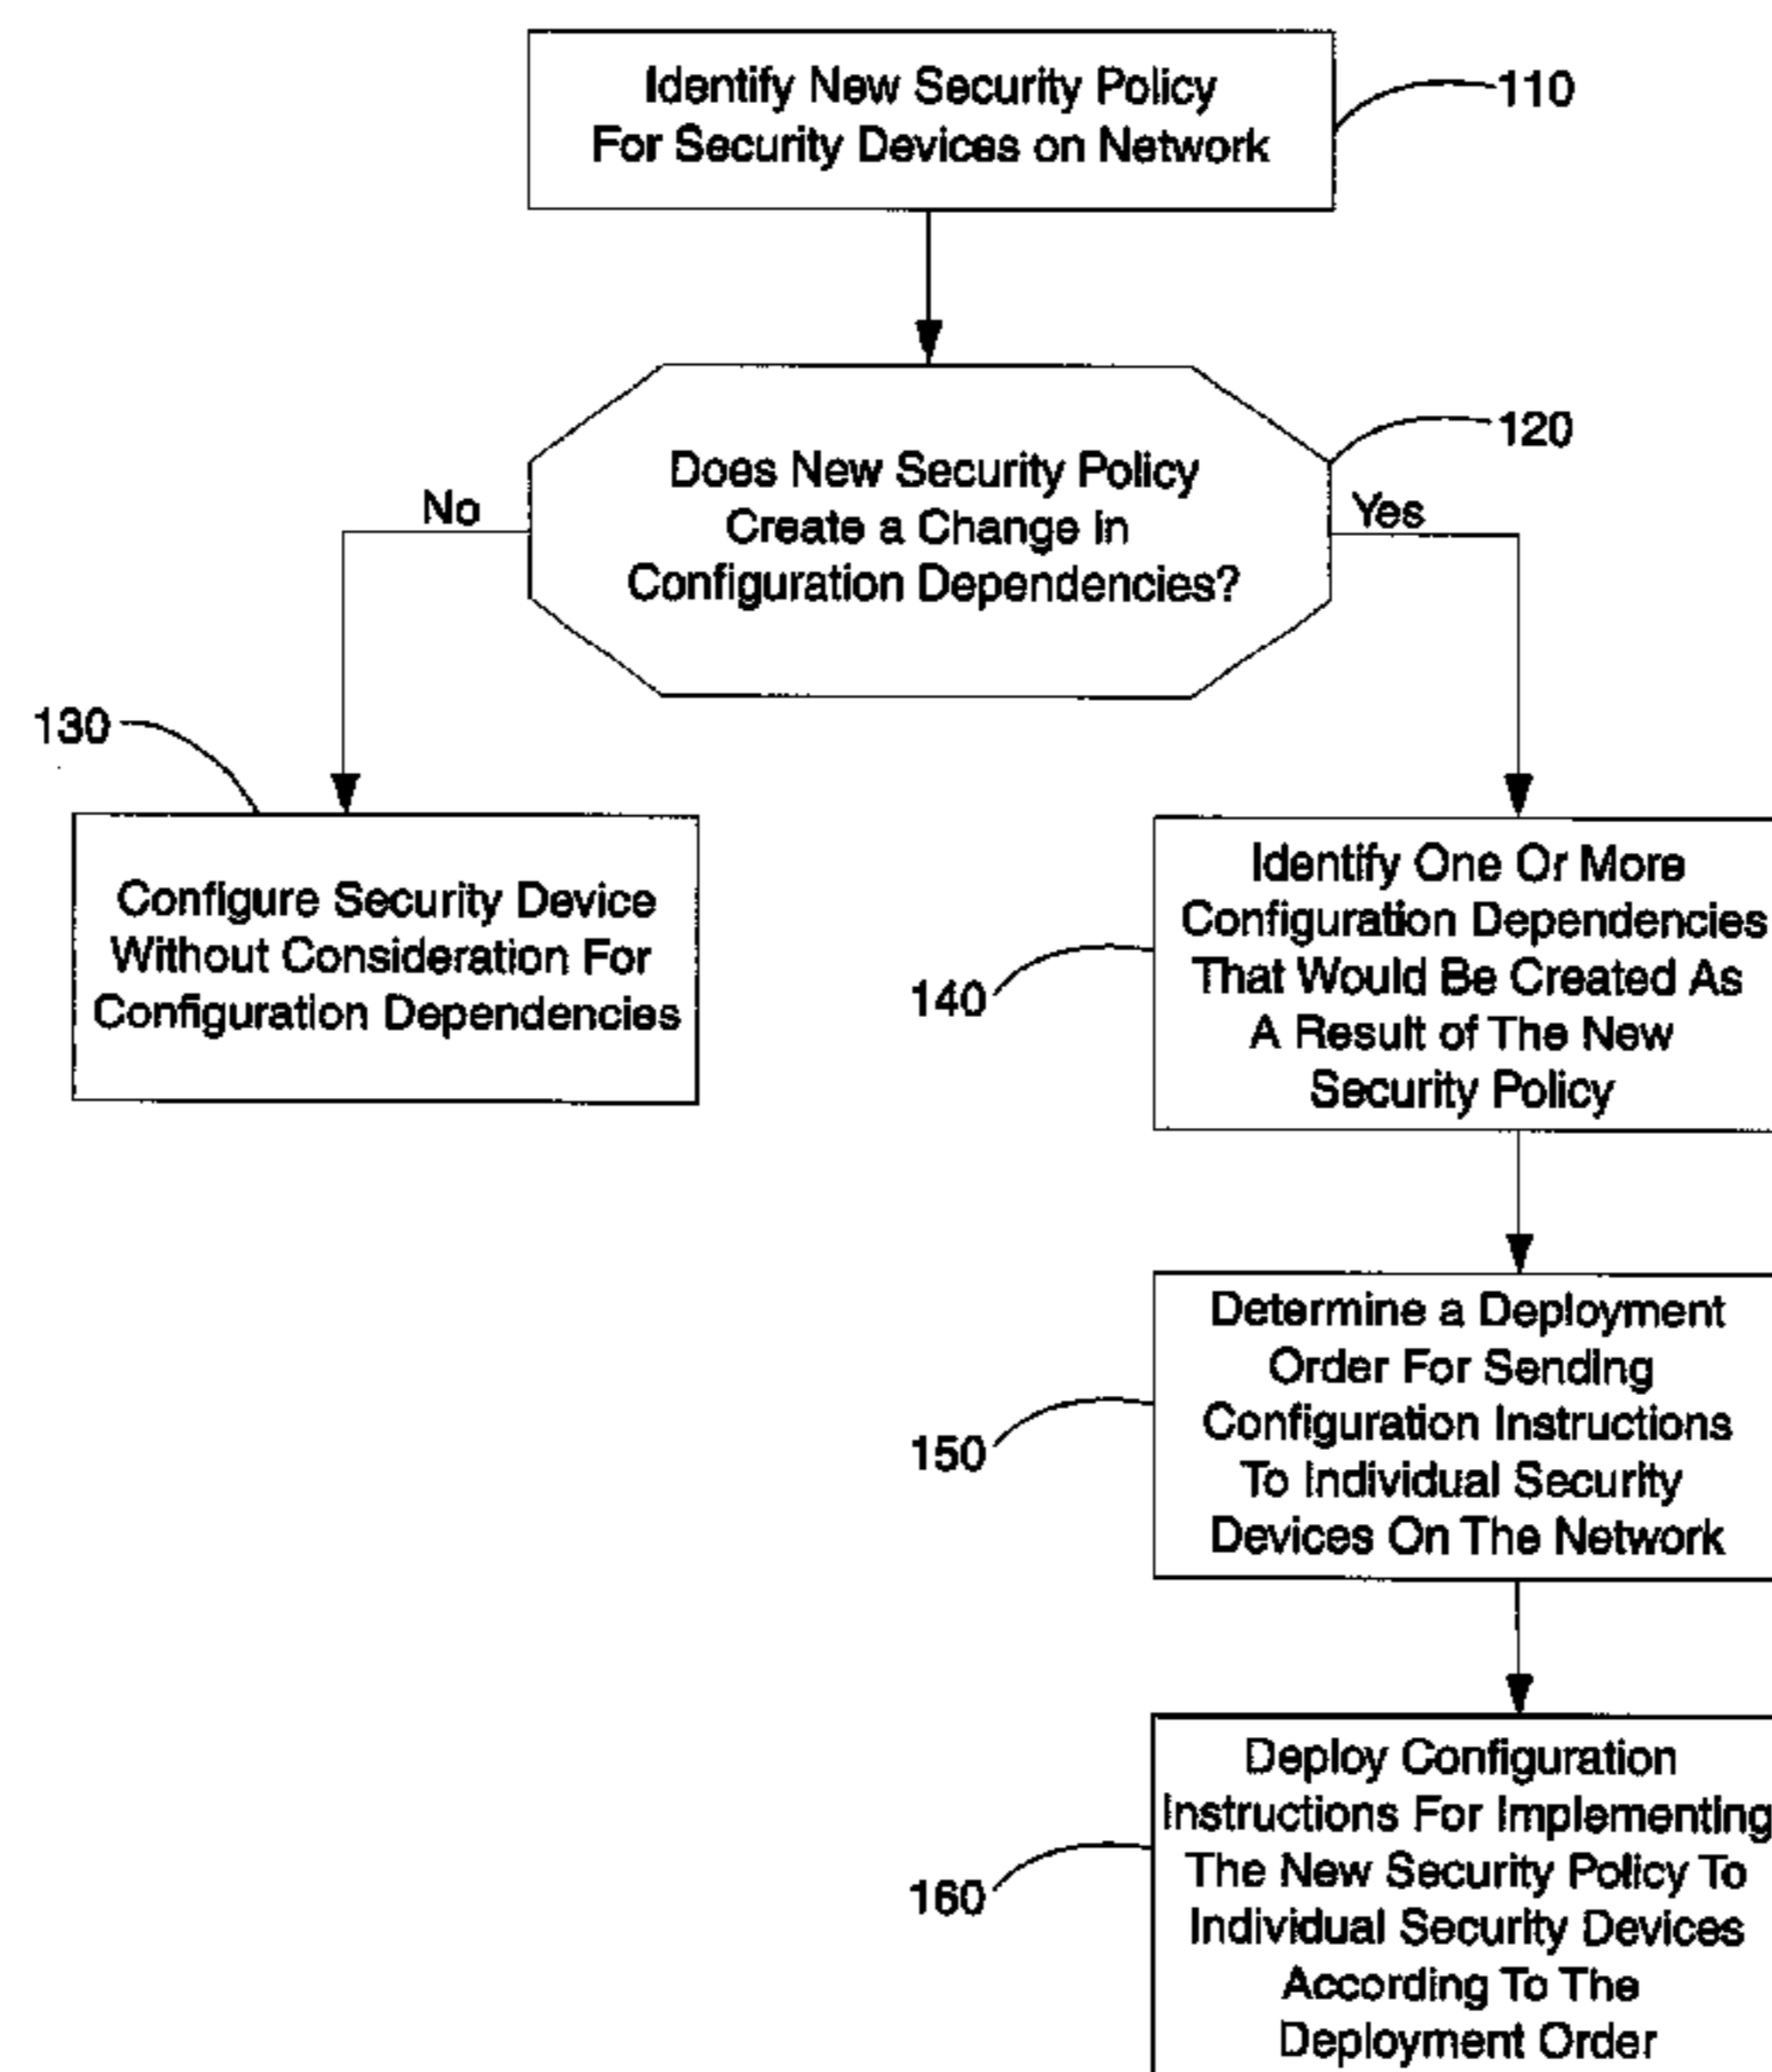 Identify New Security Policy
For Security Devices on Network
110
Does New Security Policy
Create a Change In
Configuration Dependencies?
120
No
Yes
130
Configure Security Device
Without Consideration For
Configuration Dependencies
Identify One Or More
Configuration Dependencies
That Would Be Created As
A Result of The New
Security Policy
140
Determine a Deployment
Order For Sending
Configuration Instructions
To Individual Security
Devices On The Network
150
Deploy Configuration
Instructions For Implementing
The New Security Policy To
Individual Security Devices
According To The
Deployment Order
160